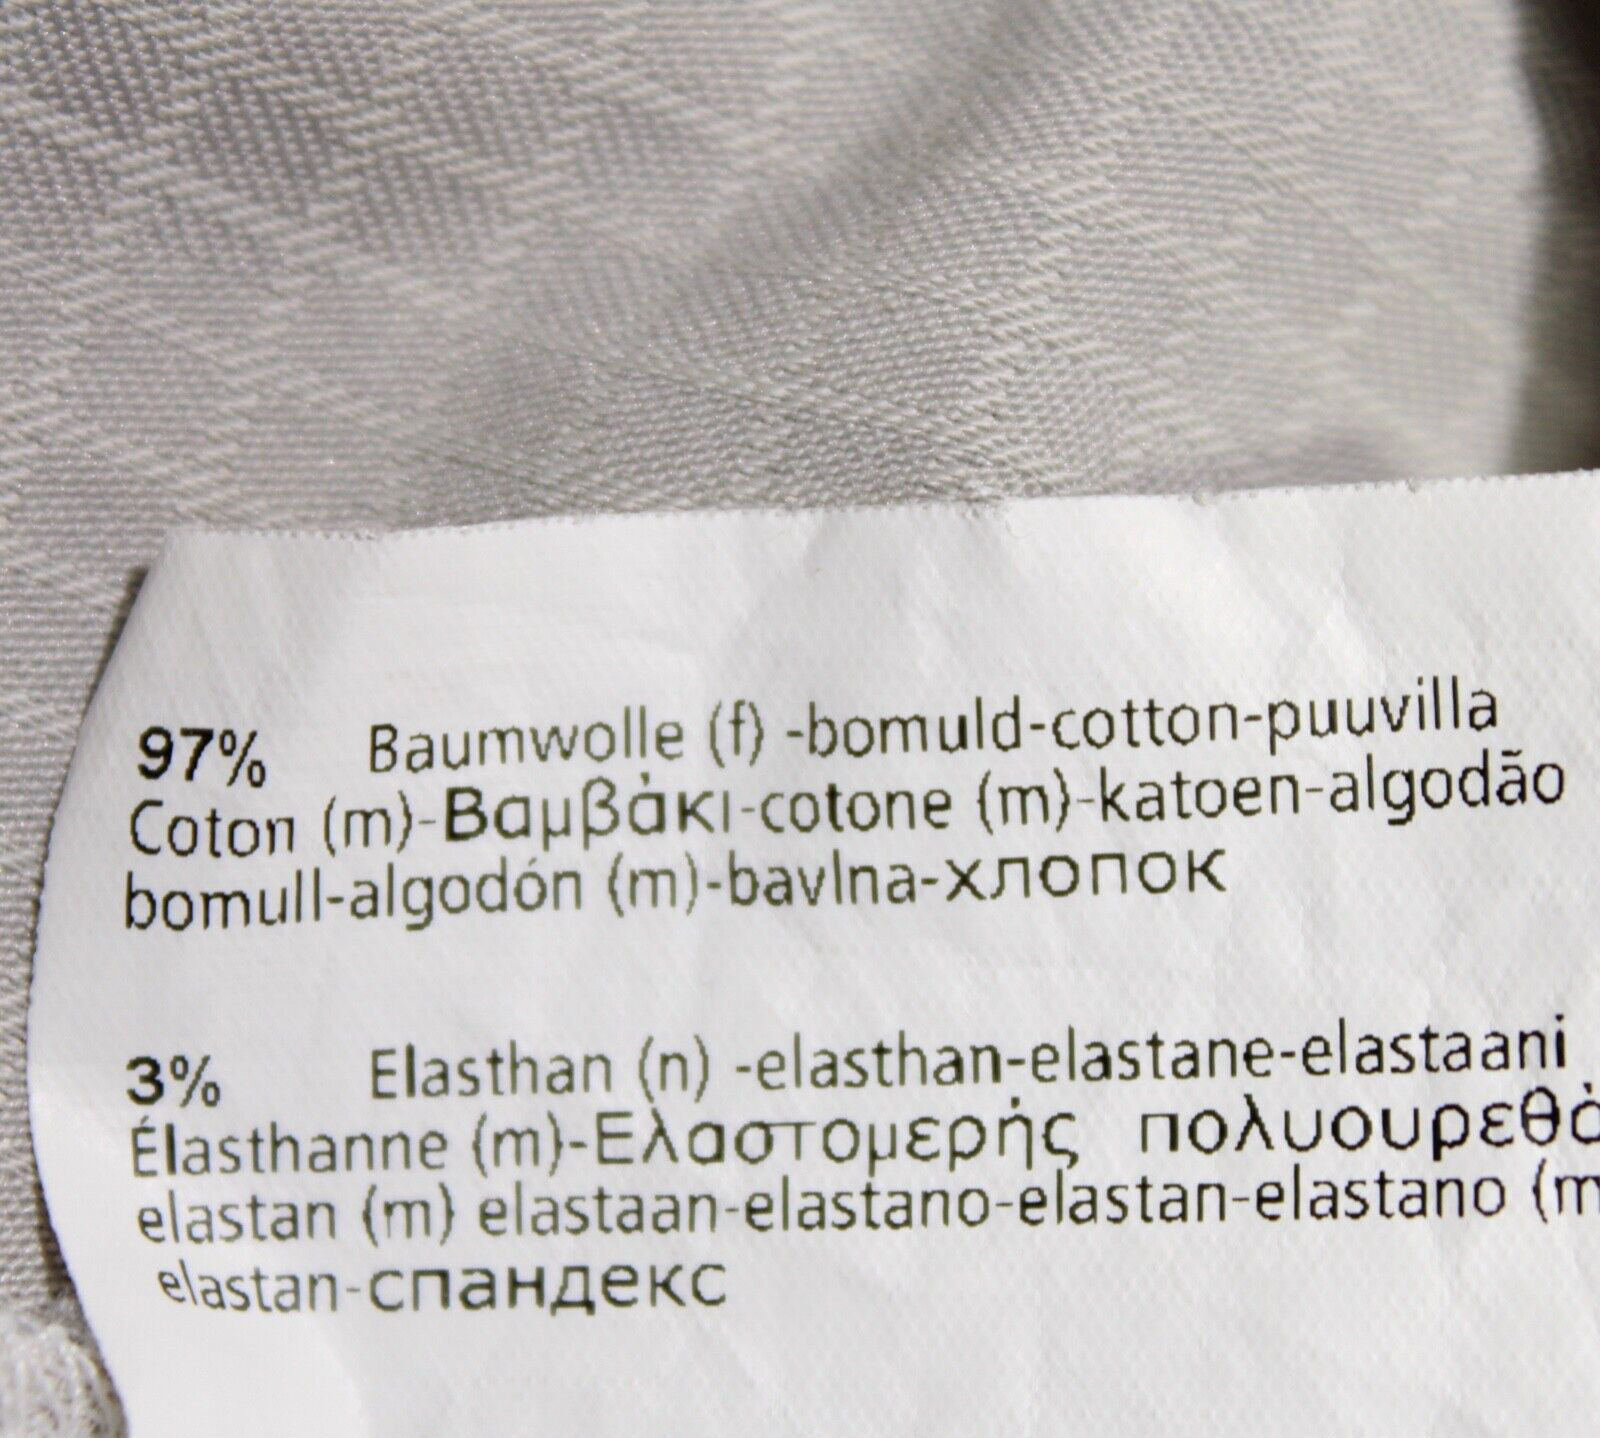 97% Baumwolle (f) -bomuld-cotton-puuvilla
Coton (m)-Βαμβάκι-cotone (m)-katoen-algodão
bomull-algodón (m)-bavlna-хлопок
3% Elasthan (n) -elasthan-elastane-elastaani
Élasthanne (m)-Ελαστομερής πολυουρεθά
elastan (m) elastaan-elastano-elastan-elastano (m
elastan-спандекс